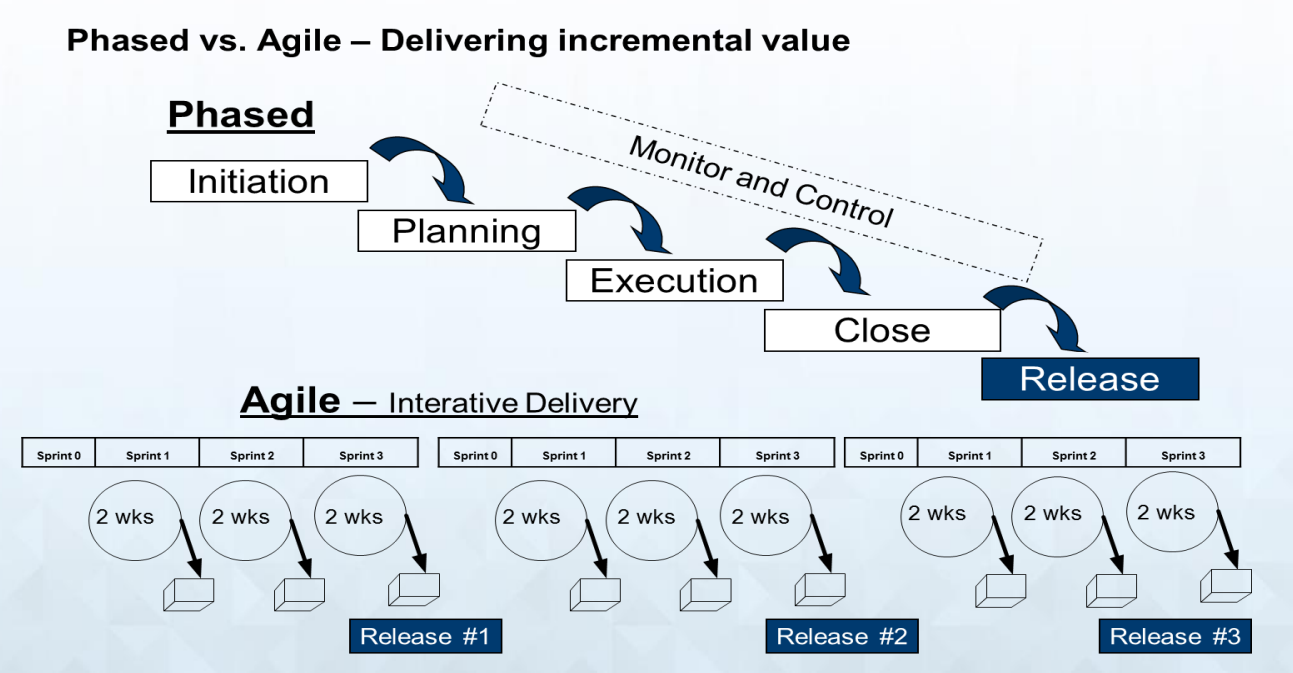 Phased vs. Agile – Delivering incremental value
Phased
Initiation
Monitor and Control
Planning
Execution
Close
Release
Agile – Interative Delivery
Sprint 0 Sprint 1 Sprint 2 Sprint 3 Sprint 0 Sprint 1 Sprint 2 Sprint 3 Sprint 0 Sprint 1 Sprint 2 Sprint 3
2 wks 2 wks 2 wks 2 wks 2 wks 2 wks 2 wks 2 wks 2 wks
Release #1 Release #2 Release #3